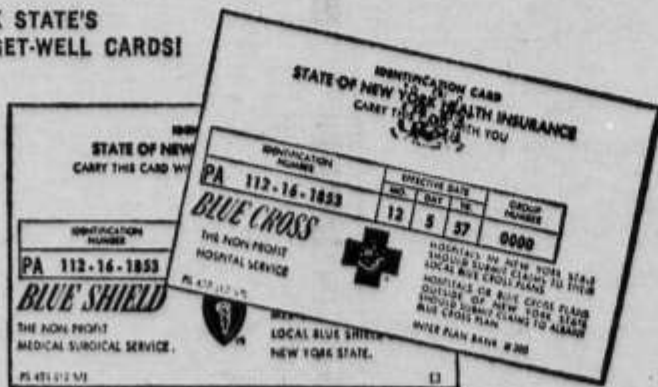 STATE'S
GET-WELL CARDS!
IDENTIFICATION CARD
STATE OF NEW YORK HEALTH INSURANCE
CARRY WITH YOU
IDENTIFICATION NUMBER
EFFECTIVE DATE
GROUP NUMBER
MO. DAY YR.
PA 112-16-1853
12 5 57
0000
BLUE CROSS
THE NON PROFIT
HOSPITAL SERVICE
HOSPITALS IN NEW YORK STATE
SHOULD SUBMIT CLAIMS TO THEIR
LOCAL BLUE CROSS PLANS
HOSPITALS OR BLUE CROSS PLANS
OUTSIDE OF NEW YORK STATE
SHOULD SUBMIT CLAIMS TO ALBANY
BLUE CROSS PLAN
INTER PLAN BANK # 300
STATE OF NEW
CARRY THIS CARD
IDENTIFICATION
NUMBER
PA 112-16-1853
BLUE SHIELD
THE NON PROFIT
MEDICAL SURGICAL SERVICE.
LOCAL BLUE SHIELD
NEW YORK STATE.